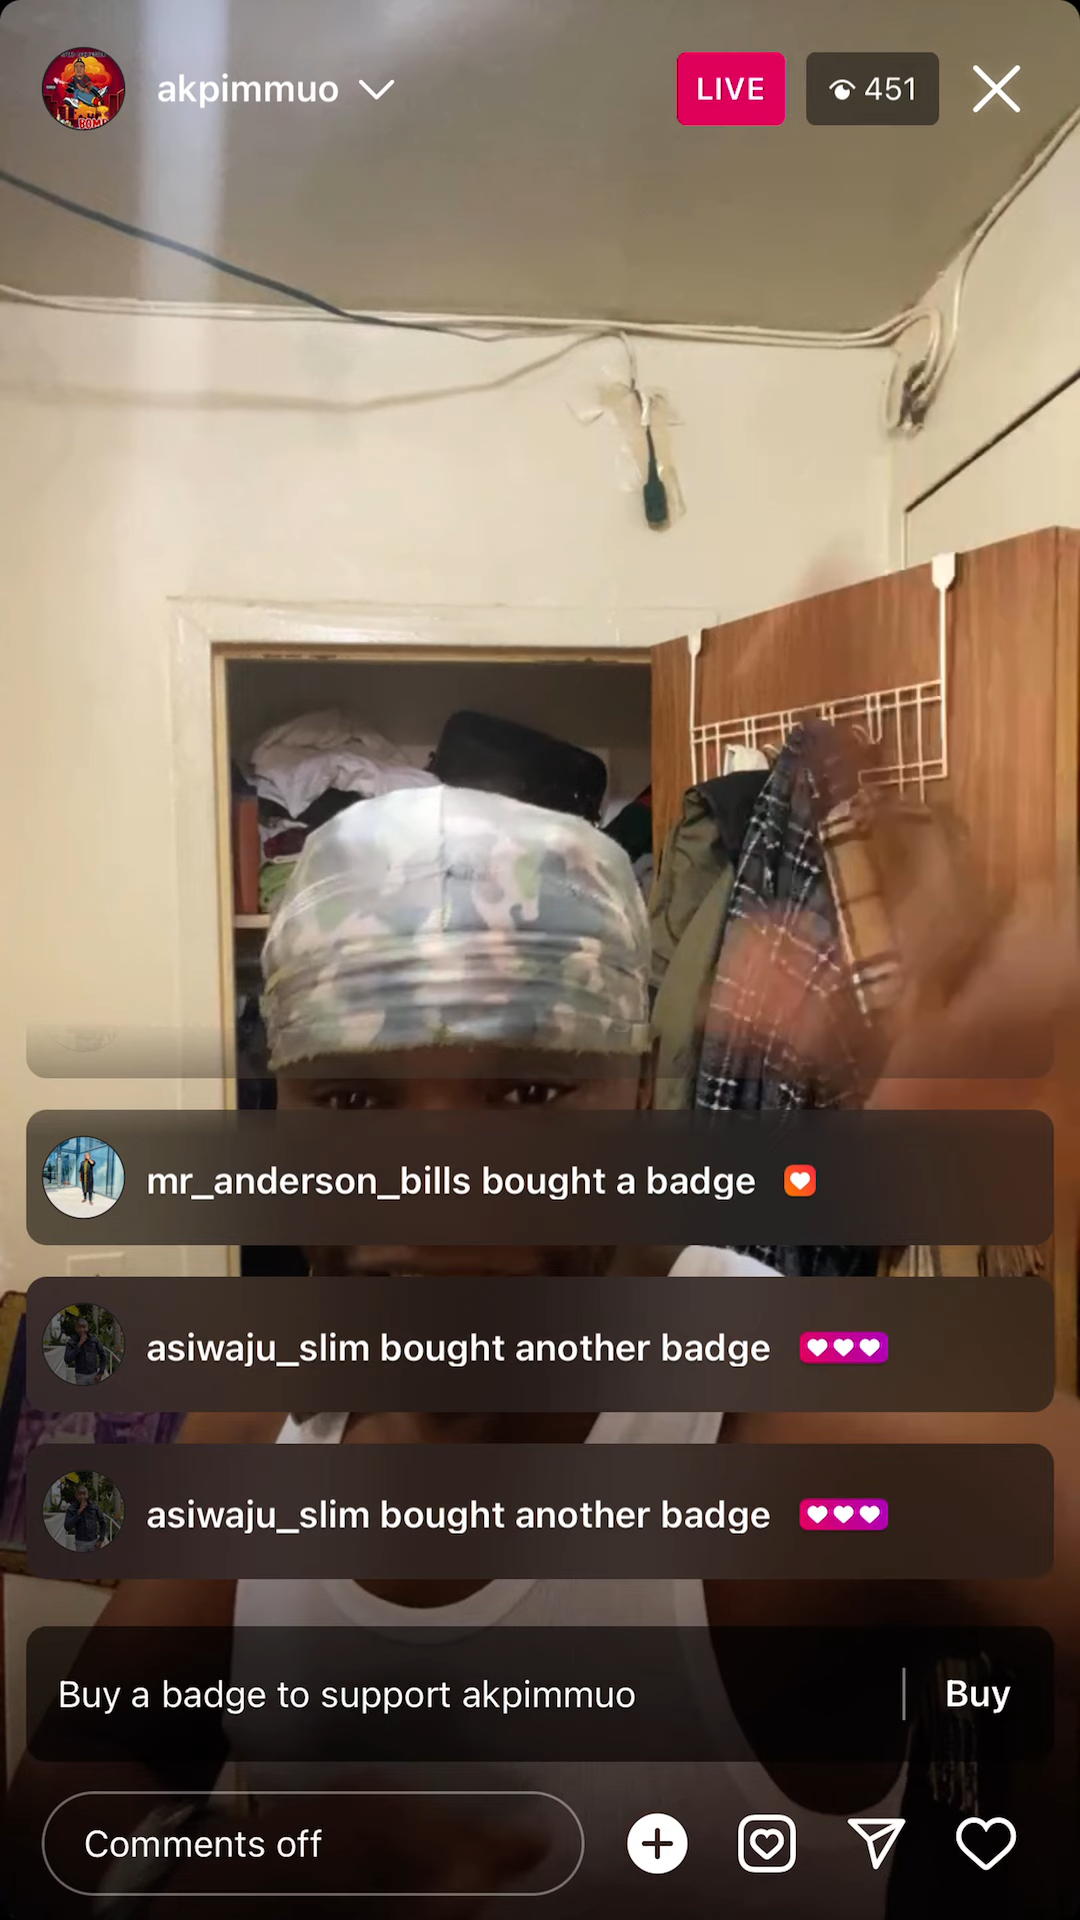 akpimmuo
LIVE
451
BOMB
mr_anderson_bills bought a badge
asiwaju_slim bought another badge
asiwaju_slim bought another badge
Buy a badge to support akpimmuo
Buy
Comments off